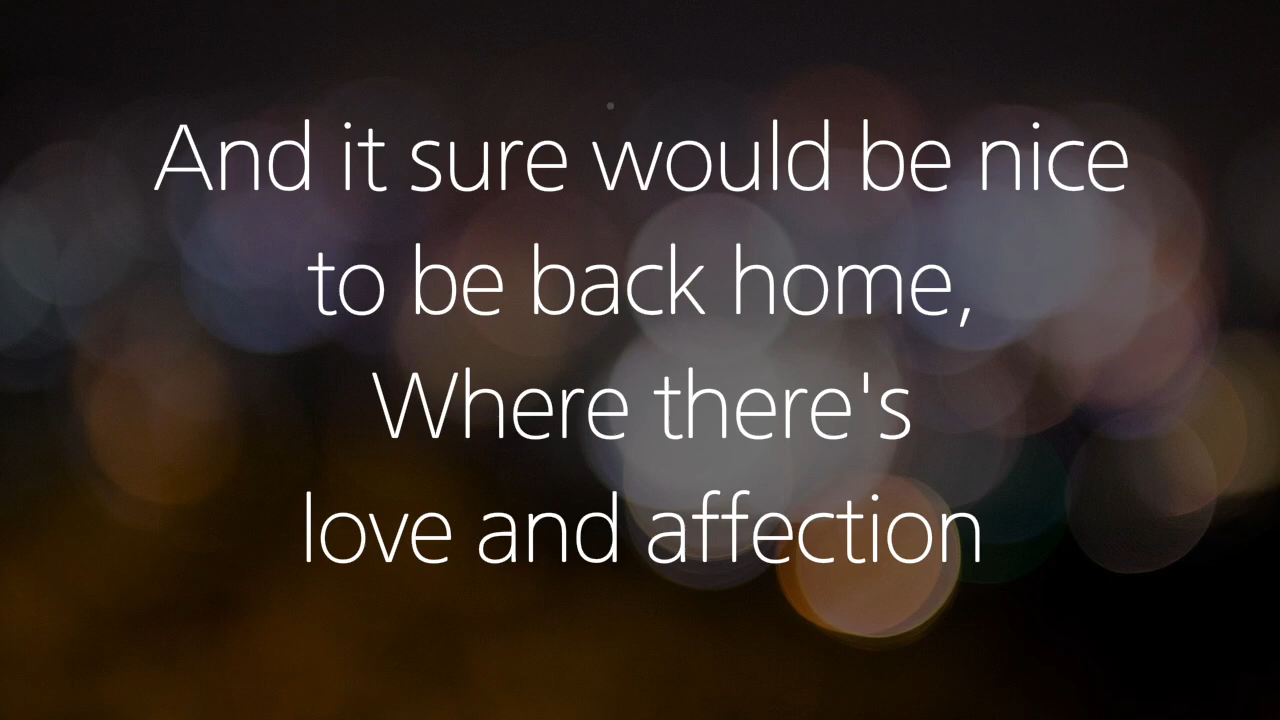 And it sure would be nice
to be back home,
Where there's
love and affection